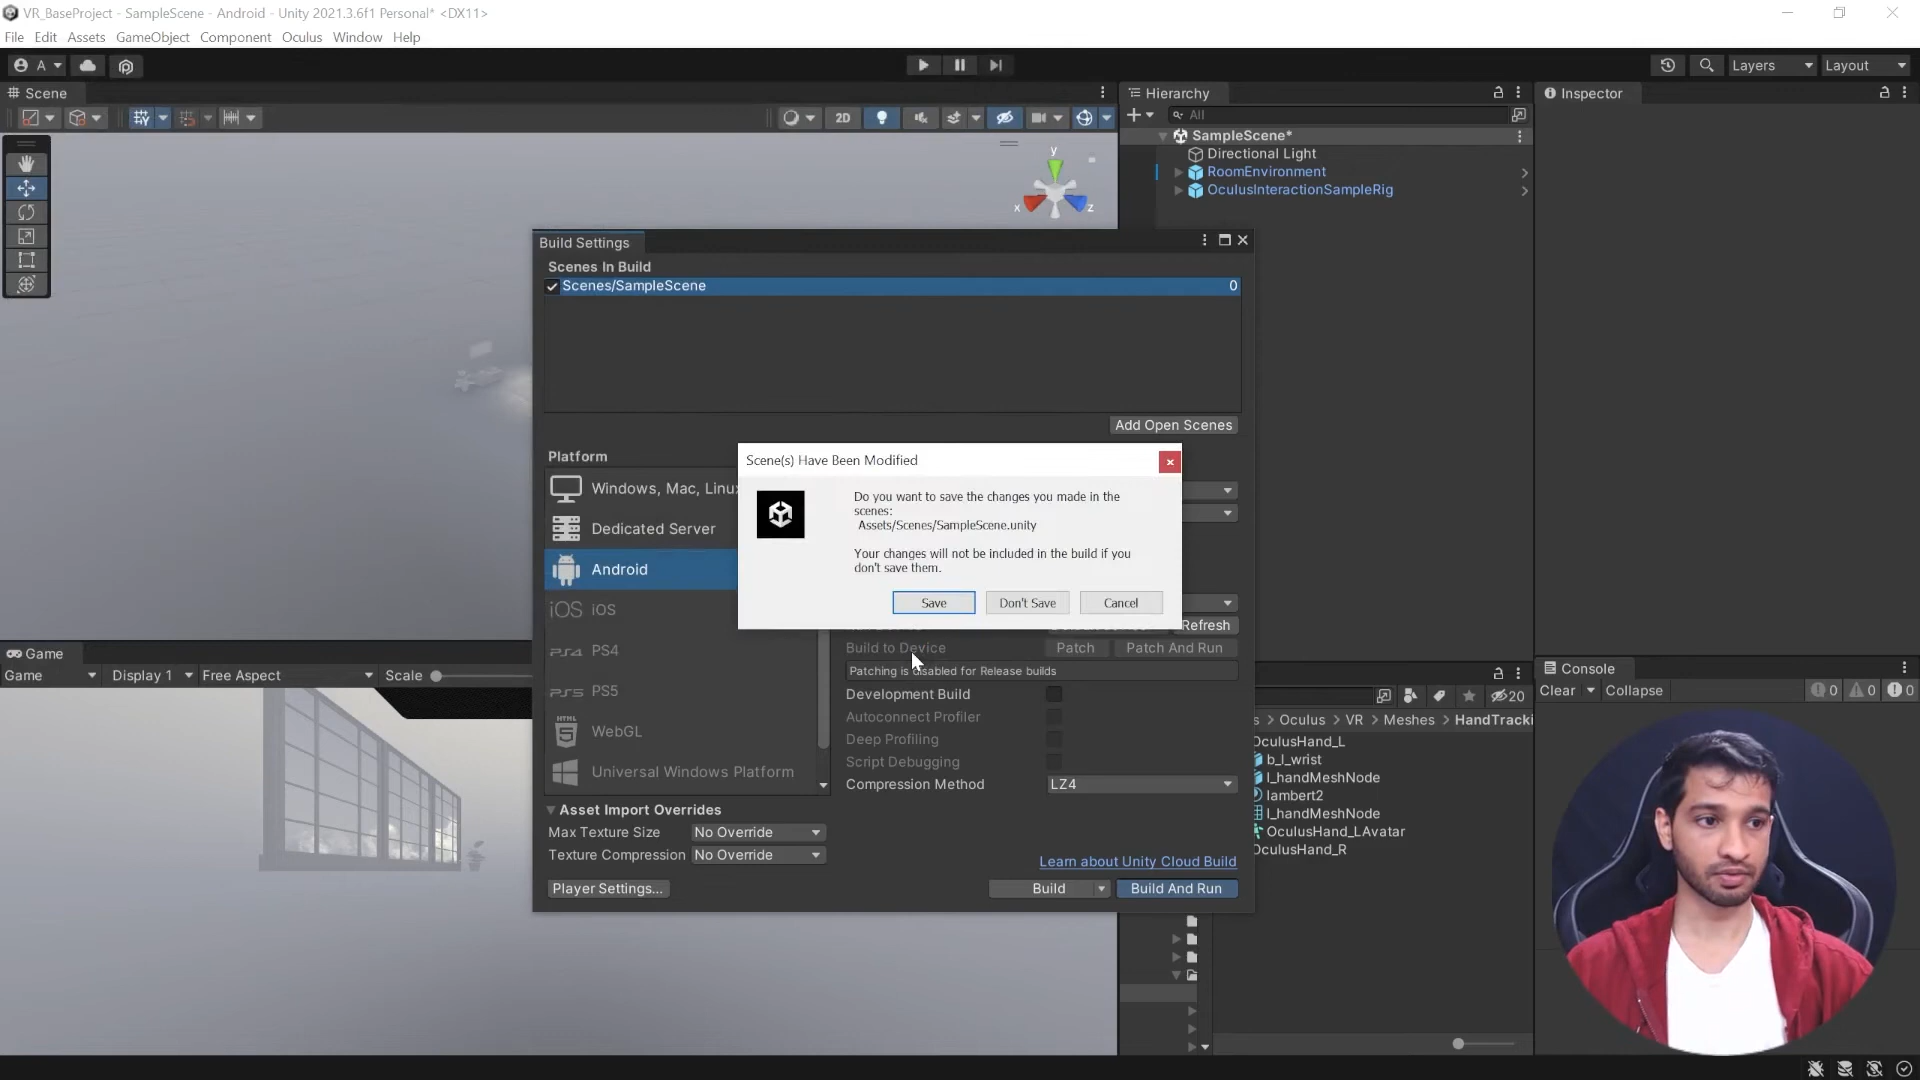 VR_BaseProject - SampleScene - Android - Unity 2021.3.6f1 Personal* <DX11>
File Edit Assets GameObject Component Oculus Window Help
A
Layers
Layout
Scene
2D
y
x
z
Hierarchy
All
SampleScene*
Directional Light
RoomEnvironment
OculusInteractionSampleRig
Inspector
Build Settings
Scenes In Build
Scenes/SampleScene 0
Add Open Scenes
Platform
Windows, Mac, Linux
Dedicated Server
Android
iOS iOS
PS4 PS4
PS5 PS5
HTML WebGL
Universal Windows Platform
Scene(s) Have Been Modified
Do you want to save the changes you made in the
scenes:
Assets/Scenes/SampleScene.unity
Your changes will not be included in the build if you
don't save them.
Save Don't Save Cancel
Refresh
Build to Device Patch Patch And Run
Patching is disabled for Release builds
Development Build
Autoconnect Profiler
Deep Profiling
Script Debugging
Compression Method LZ4
Asset Import Overrides
Max Texture Size No Override
Texture Compression No Override
Learn about Unity Cloud Build
Player Settings...
Build
Build And Run
Game
Game Display 1 Free Aspect Scale
20
Oculus > VR > Meshes > HandTracki
OculusHand_L
b_l_wrist
l_handMeshNode
lambert2
l_handMeshNode
OculusHand_LAvatar
OculusHand_R
Console
Clear Collapse 0 0 0